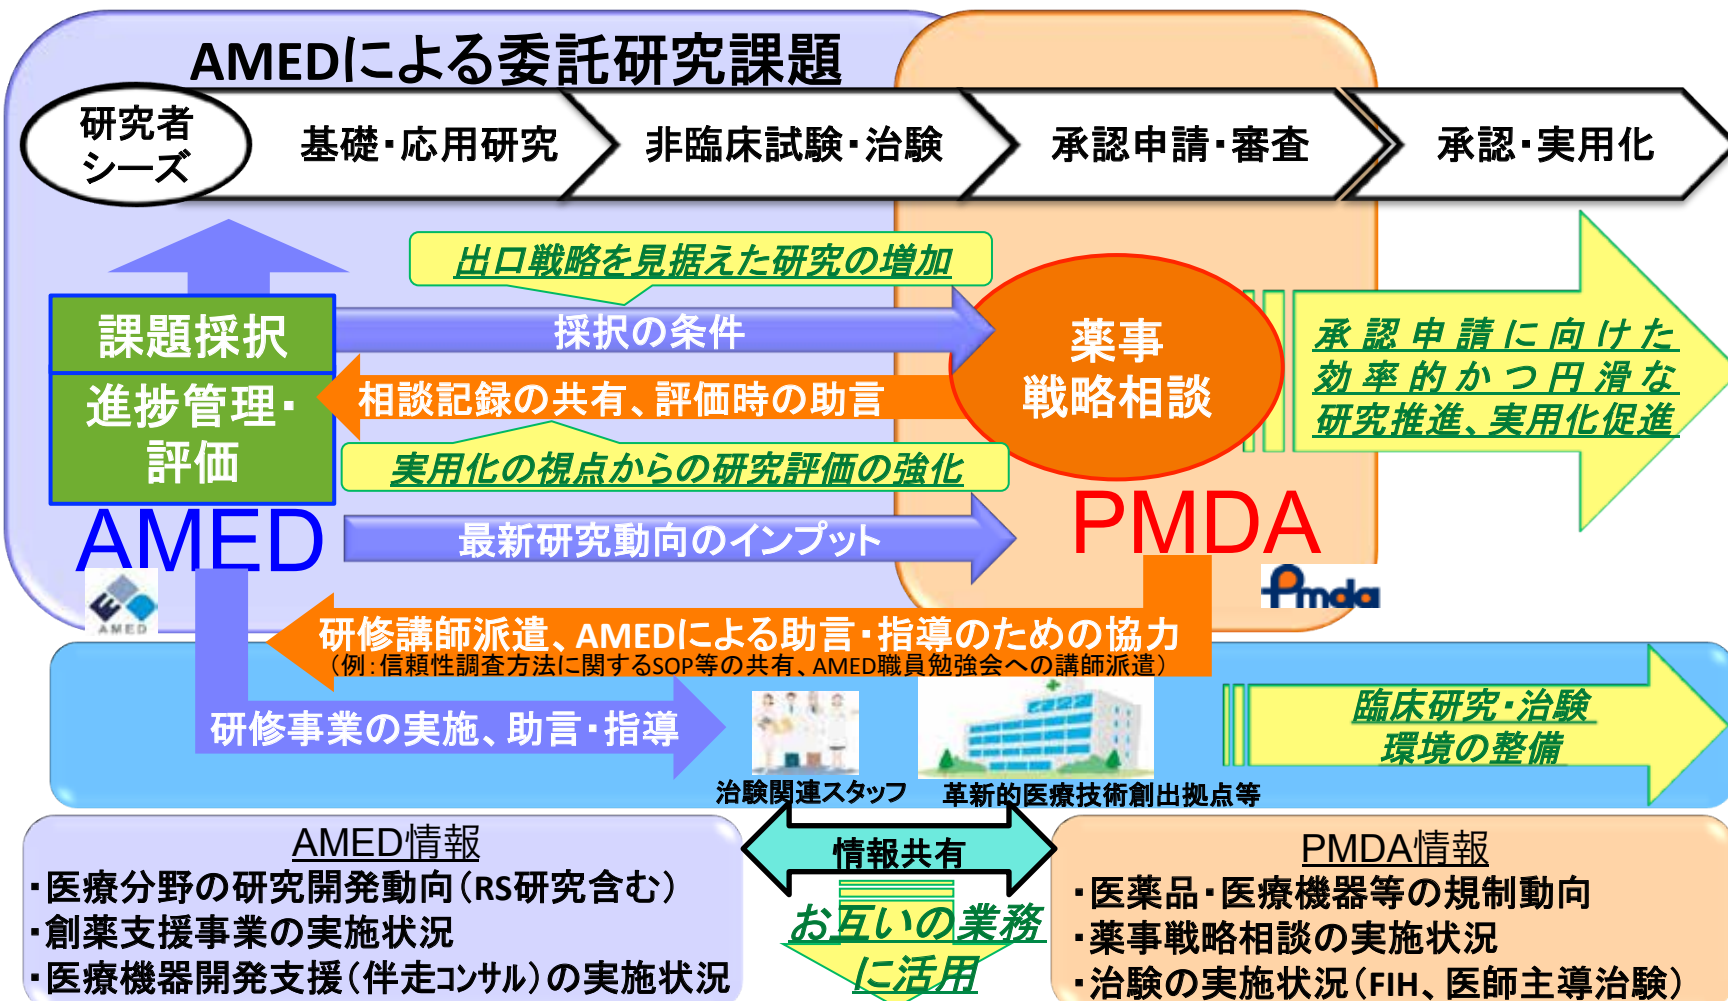 AMEDによる委託研究課題
研究者
シーズ
基礎・応用研究
非臨床試験・治験
承認申請・審査
承認・実用化
出口戦略を見据えた研究の増加
課題採択
採択の条件
薬事
戦略相談
承認申請に向けた
効率的かつ円滑な
研究推進、実用化促進
進捗管理・
評価
相談記録の共有、評価時の助言
実用化の視点からの研究評価の強化
AMED
最新研究動向のインプット
PMDA
AMED
Pmda
研修講師派遣、AMEDによる助言・指導のための協力
（例：信頼性調査方法に関するSOP等の共有、AMED職員勉強会への講師派遣）
研修事業の実施、助言・指導
臨床研究・治験
環境の整備
治験関連スタッフ
革新的医療技術創出拠点等
AMED情報
・医療分野の研究開発動向（RS研究含む）
・創薬支援事業の実施状況
・医療機器開発支援（伴走コンサル）の実施状況
情報共有
お互いの業務
に活用
PMDA情報
・医薬品・医療機器等の規制動向
・薬事戦略相談の実施状況
・治験の実施状況（FIH、医師主導治験）